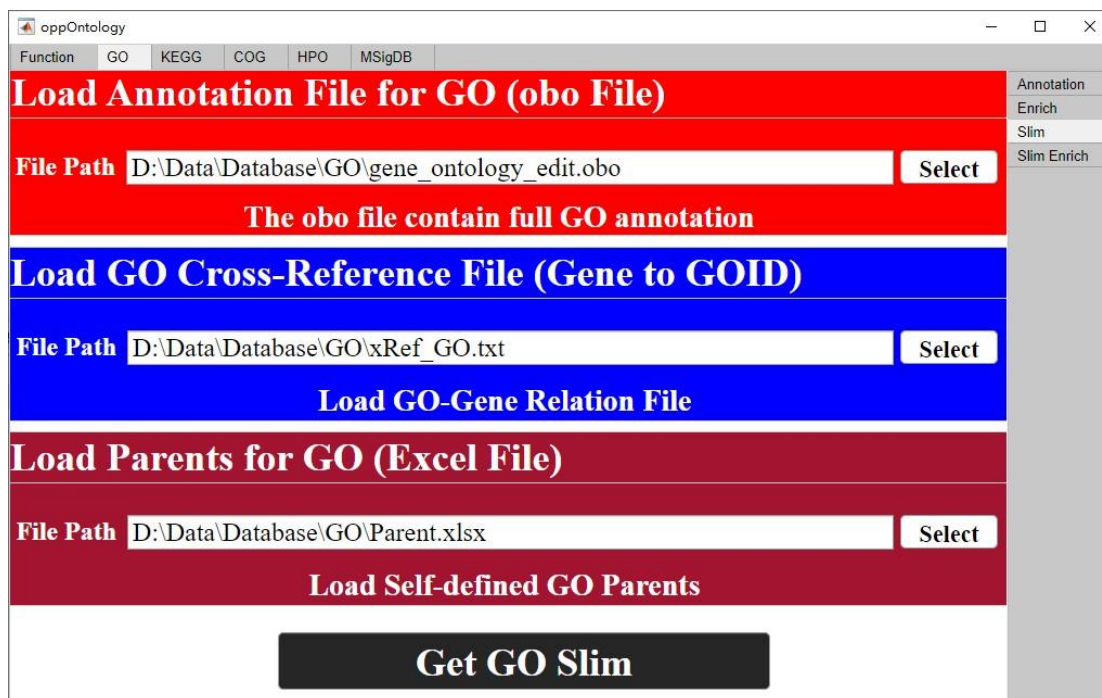 oppOntology
Function GO KEGG COG HPO MSigDB
Load Annotation File for GO (obo File)
Annotation
Enrich
Slim
Slim Enrich
File Path D:\Data\Database\GO\gene_ontology_edit.obo Select
The obo file contain full GO annotation
Load GO Cross-Reference File (Gene to GOID)
File Path D:\Data\Database\GO\xRef_GO.txt Select
Load GO-Gene Relation File
Load Parents for GO (Excel File)
File Path D:\Data\Database\GO\Parent.xlsx Select
Load Self-defined GO Parents
Get GO Slim